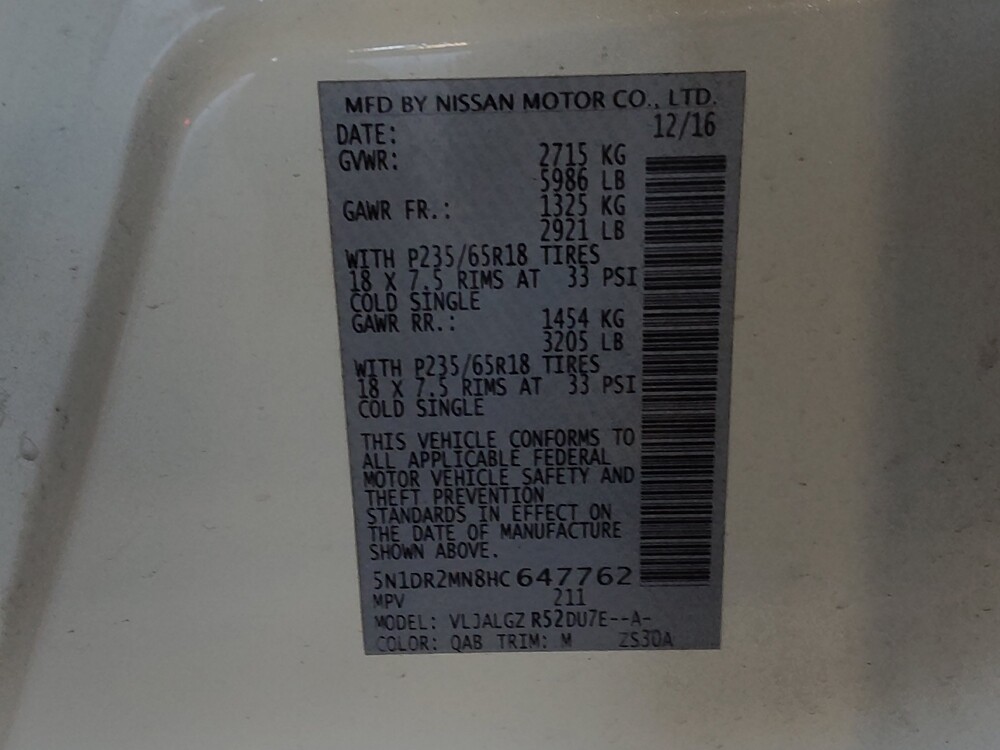 MFD BY NISSAN MOTOR CO., LTD.
DATE: 12/16
GVWR: 2715 KG
5986 LB
GAWR FR.: 1325 KG
2921 LB
WITH P235/65R18 TIRES
18 X 7.5 RIMS AT 33 PSI
COLD SINGLE
GAWR RR.: 1454 KG
3205 LB
WITH P235/65R18 TIRES
18 X 7.5 RIMS AT 33 PSI
COLD SINGLE
THIS VEHICLE CONFORMS TO
ALL APPLICABLE FEDERAL
MOTOR VEHICLE SAFETY AND
THEFT PREVENTION
STANDARDS IN EFFECT ON
THE DATE OF MANUFACTURE
SHOWN ABOVE.
5N1DR2MN8HC 647762
MPV 211
MODEL: VLJALGZ R52DU7E--A-
COLOR: QAB TRIM: M ZS30A